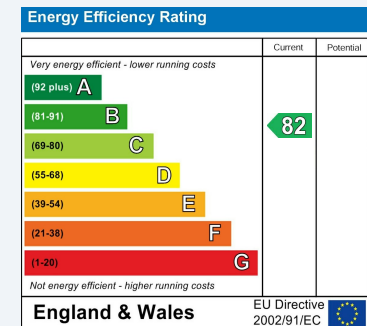 Energy Efficiency Rating
Current Potential
Very energy efficient - lower running costs
(92 plus) A
(81-91) B
82
(69-80) C
(55-68) D
(39-54) E
(21-38) F
(1-20) G
Not energy efficient - higher running costs
England & Wales
EU Directive
2002/91/EC